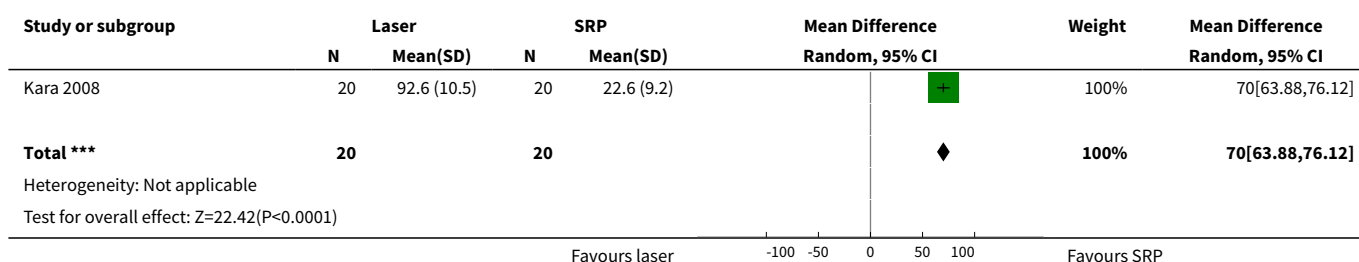 Study or subgroup Laser SRP Mean Difference Weight Mean Difference
N Mean(SD) N Mean(SD) Random, 95% CI Random, 95% CI
Kara 2008 20 92.6 (10.5) 20 22.6 (9.2) 100% 70[63.88,76.12]
Total *** 20 20 100% 70[63.88,76.12]
Heterogeneity: Not applicable
Test for overall effect: Z=22.42(P<0.0001)
Favours laser -100 -50 0 50 100 Favours SRP